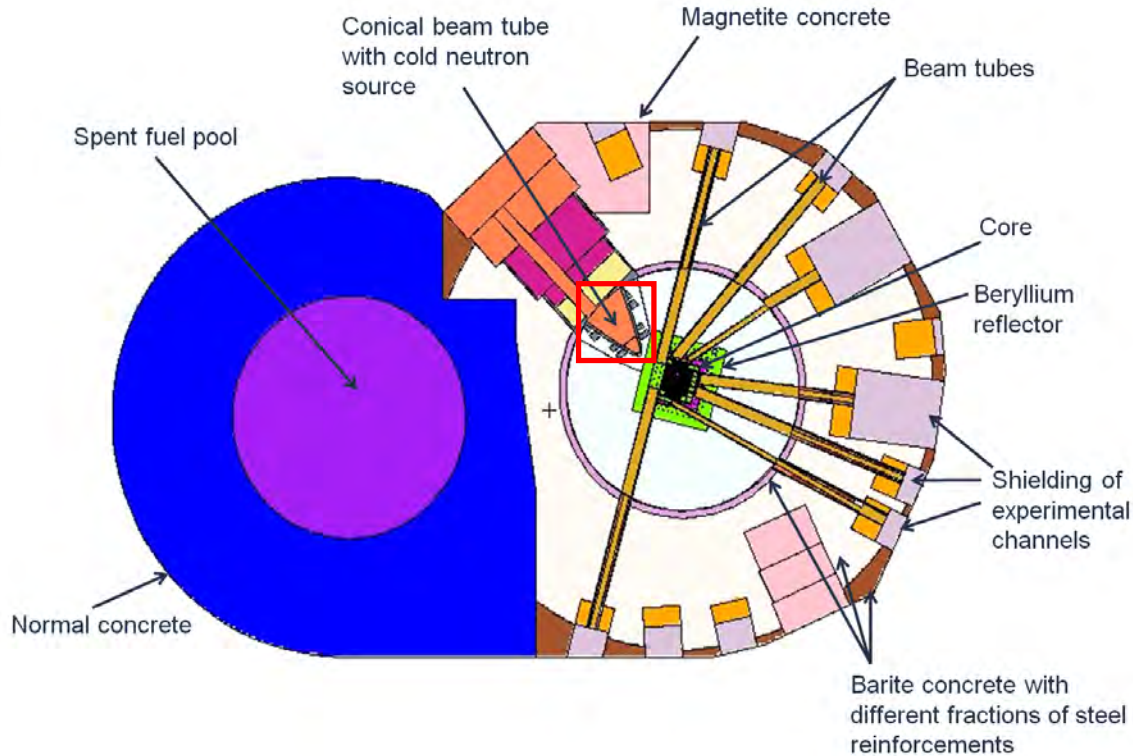 Conical beam tube
with cold neutron
source
Magnetite concrete
Beam tubes
Spent fuel pool
Core
Beryllium
reflector
Shielding of
experimental
channels
Normal concrete
Barite concrete with
different fractions of steel
reinforcements